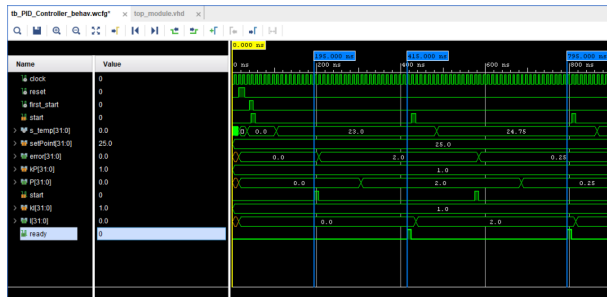 tb_PID_Controller_behav.wcfg* × top_module.vhd ×
0.000 ns
195.000 ns 415.000 ns 795.000 ns
Name Value 0 ns 200 ns 400 ns 600 ns 800 ns
clock 0
reset 0
first_start 0
start 0
s_temp[31:0] 0.0 0.0 23.0 24.75
setPoint[31:0] 25.0 25.0
error[31:0] 0.0 0.0 2.0 0.25
kP[31:0] 1.0 1.0
P[31:0] 0.0 0.0 2.0 0.25
start 0
kI[31:0] 1.0 1.0
I[31:0] 0.0 0.0 2.0
ready 0